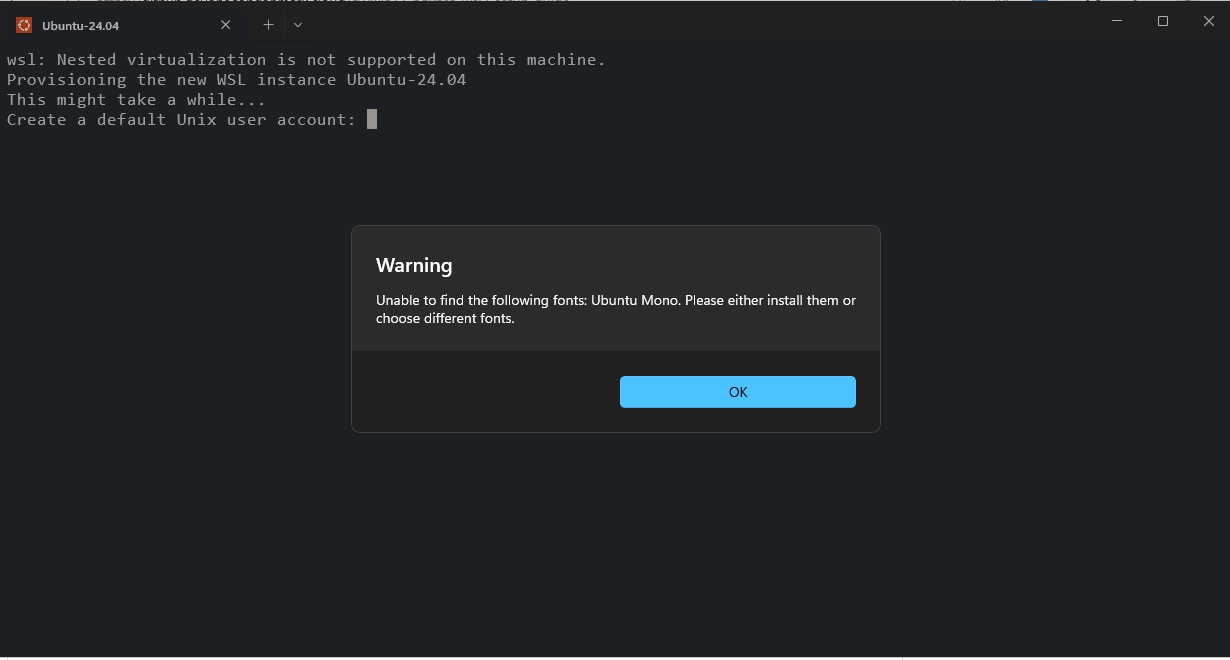 Ubuntu-24.04
wsl: Nested virtualization is not supported on this machine.
Provisioning the new WSL instance Ubuntu-24.04
This might take a while...
Create a default Unix user account:
Warning
Unable to find the following fonts: Ubuntu Mono. Please either install them or
choose different fonts.
OK